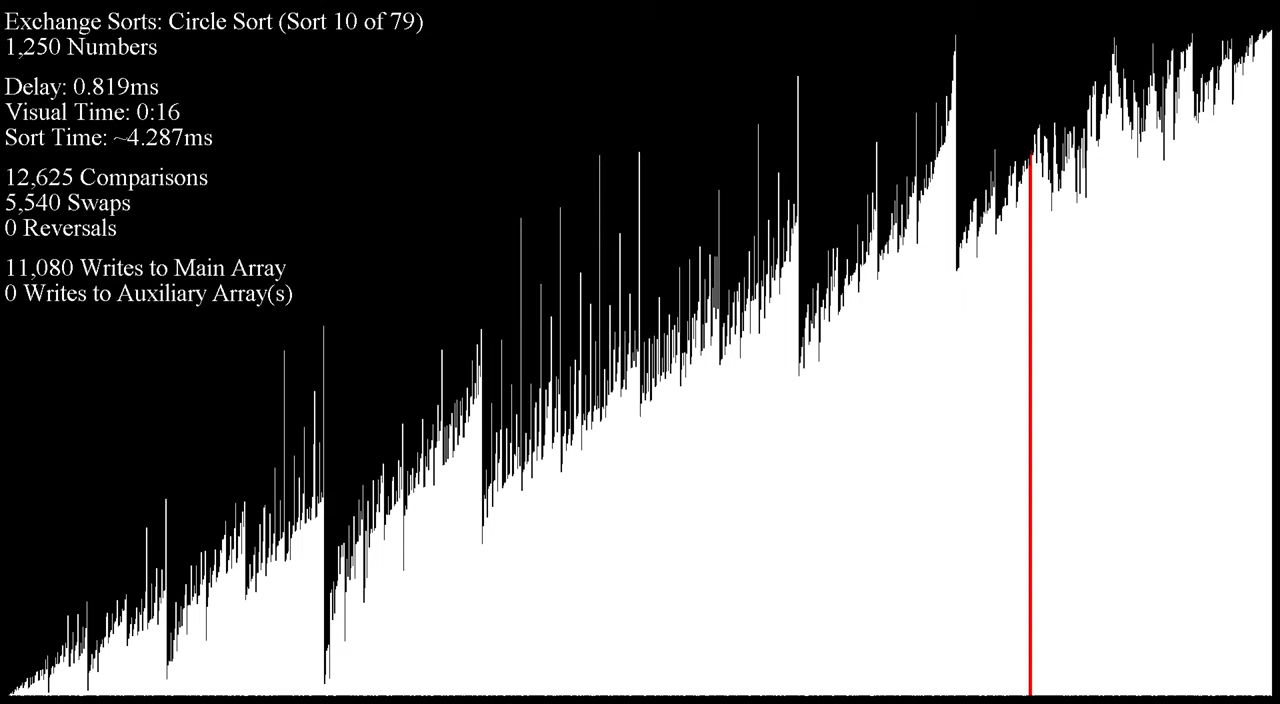 Exchange Sorts: Circle Sort (Sort 10 of 79)
1,250 Numbers
Delay: 0.819ms
Visual Time: 0:16
Sort Time: ~4.287ms
12,625 Comparisons
5,540 Swaps
0 Reversals
11,080 Writes to Main Array
0 Writes to Auxiliary Array(s)